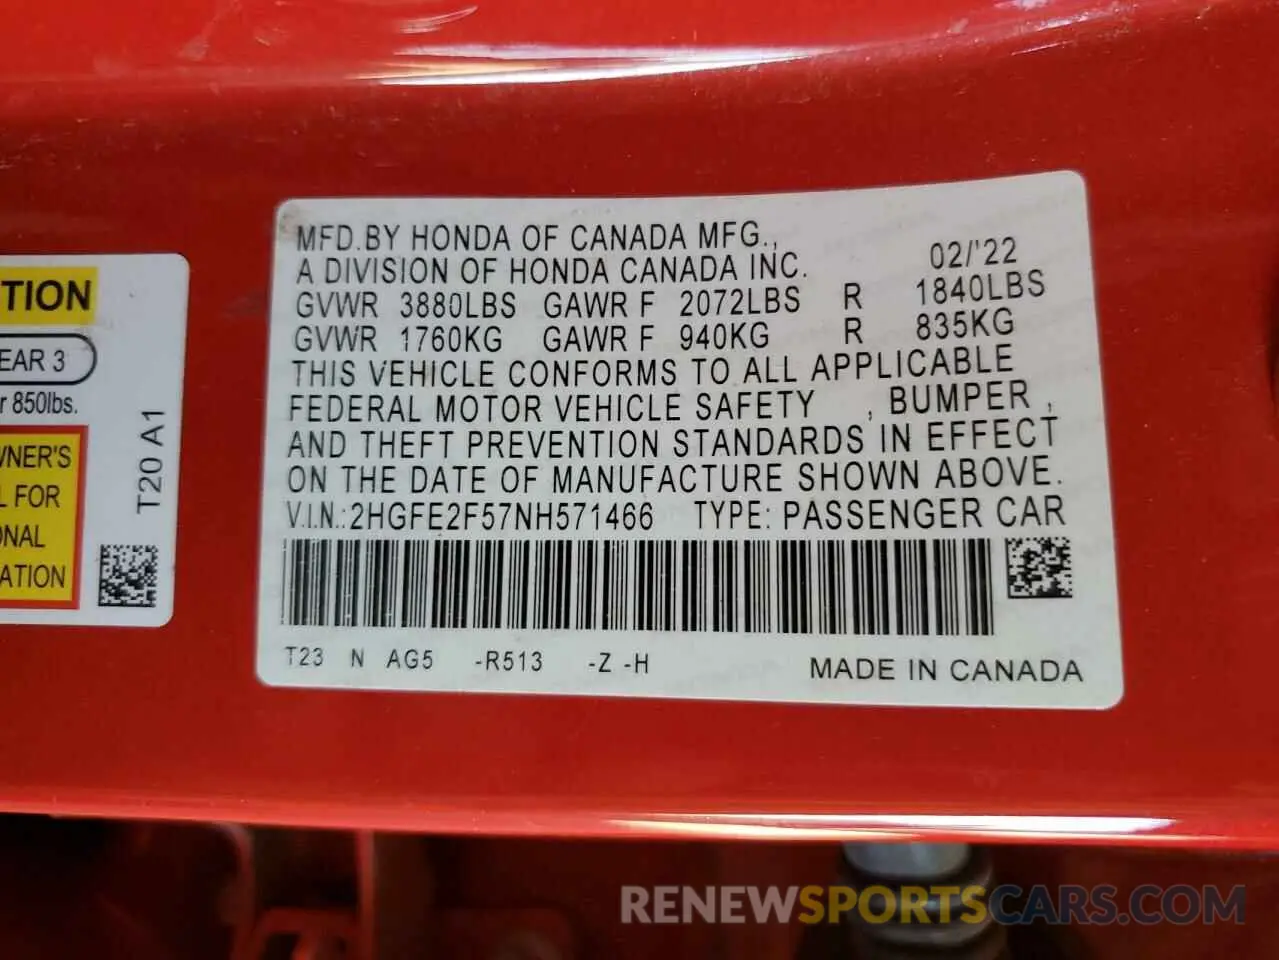 MFD.BY HONDA OF CANADA MFG.,
A DIVISION OF HONDA CANADA INC. 02/'22
GVWR 3880LBS GAWR F 2072LBS R 1840LBS
GVWR 1760KG GAWR F 940KG R 835KG
THIS VEHICLE CONFORMS TO ALL APPLICABLE
FEDERAL MOTOR VEHICLE SAFETY , BUMPER ,
AND THEFT PREVENTION STANDARDS IN EFFECT
ON THE DATE OF MANUFACTURE SHOWN ABOVE.
V.I.N.:2HGFE2F57NH571466 TYPE: PASSENGER CAR
T23 N AG5 -R513 -Z -H MADE IN CANADA
TION
EAR 3
r 850lbs.
WNER'S
L FOR
ONAL
ATION
T20 A1
RENEWSPORTSCARS.COM